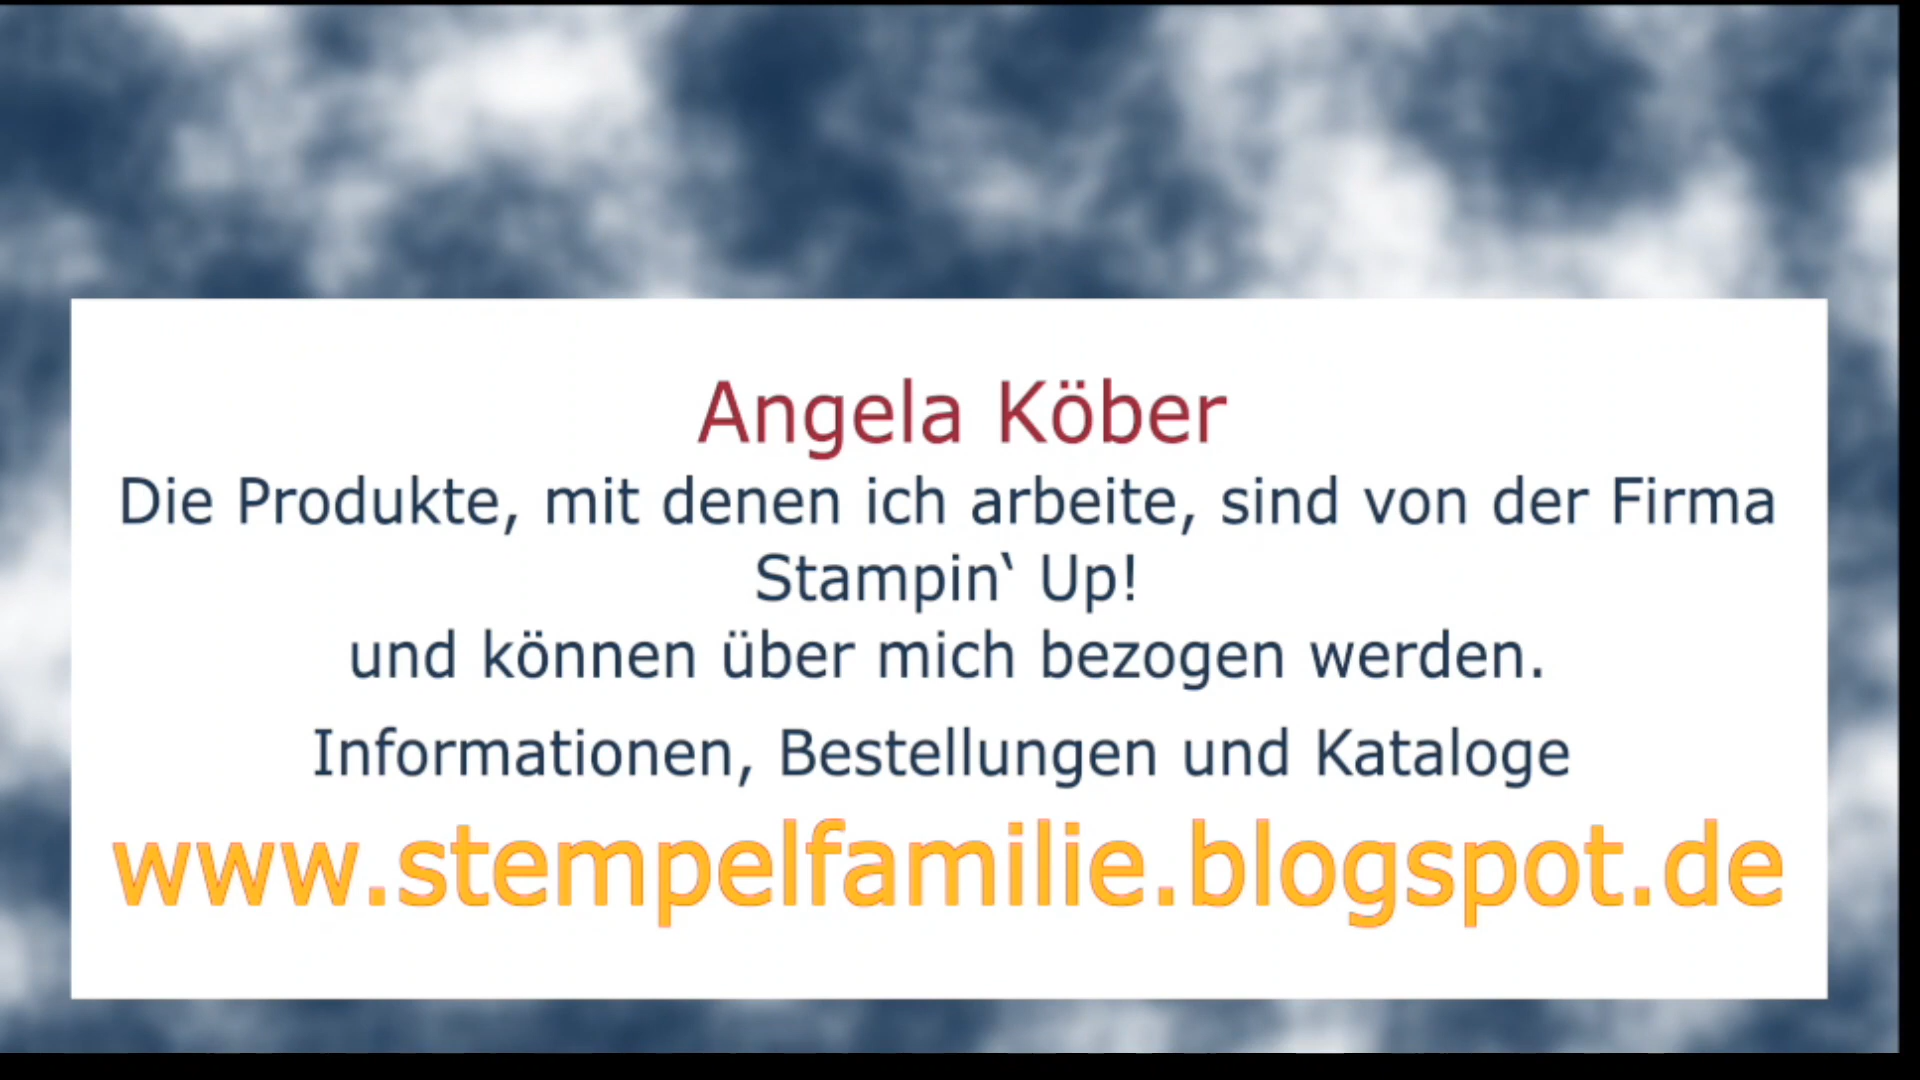 Angela Köber
Die Produkte, mit denen ich arbeite, sind von der Firma
Stampin‘ Up!
und können über mich bezogen werden.
Informationen, Bestellungen und Kataloge
www.stempelfamilie.blogspot.de